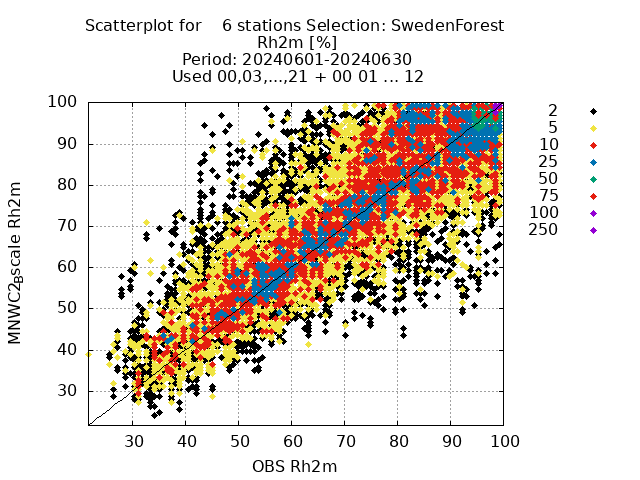 Scatterplot for    6 stations Selection: SwedenForest
Rh2m [%]
Period: 20240601-20240630
Used 00,03,...,21 + 00 01 ... 12
100
90
80
70
60
50
40
30
MNWC2_pscale Rh2m
30 40 50 60 70 80 90 100
OBS Rh2m
2
5
10
25
50
75
100
250